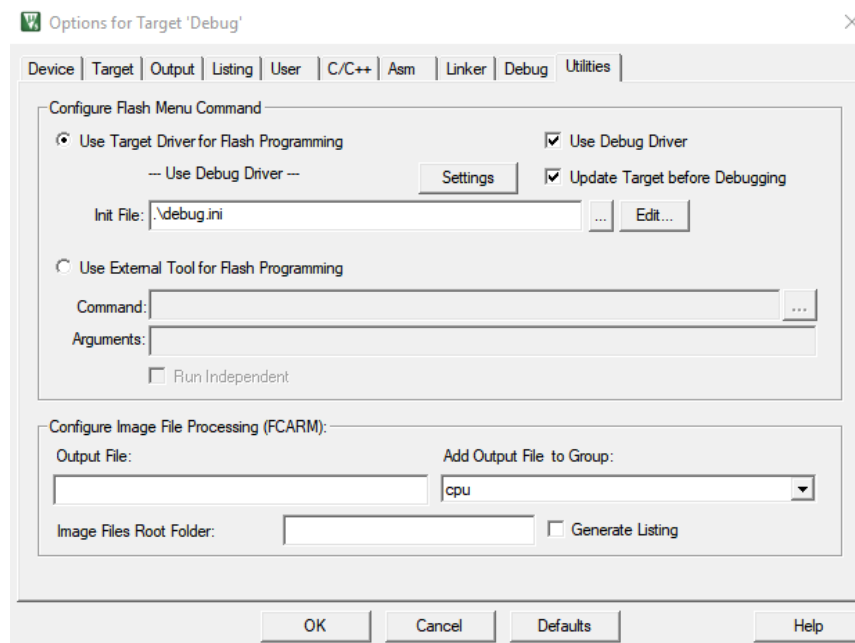 Options for Target 'Debug'
Device Target Output Listing User C/C++ Asm Linker Debug Utilities
Configure Flash Menu Command
Use Target Driver for Flash Programming Use Debug Driver
--- Use Debug Driver --- Settings Update Target before Debugging
Init File: .\debug.ini ... Edit...
Use External Tool for Flash Programming
Command: ...
Arguments:
Run Independent
Configure Image File Processing (FCARM):
Output File: Add Output File to Group:
cpu
Image Files Root Folder: Generate Listing
OK Cancel Defaults Help